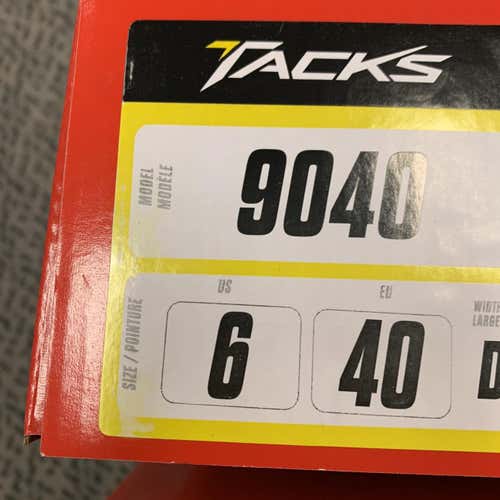 TACKS
MODEL
MODÈLE
9040
SIZE / POINTURE
US
6
EU
40
D